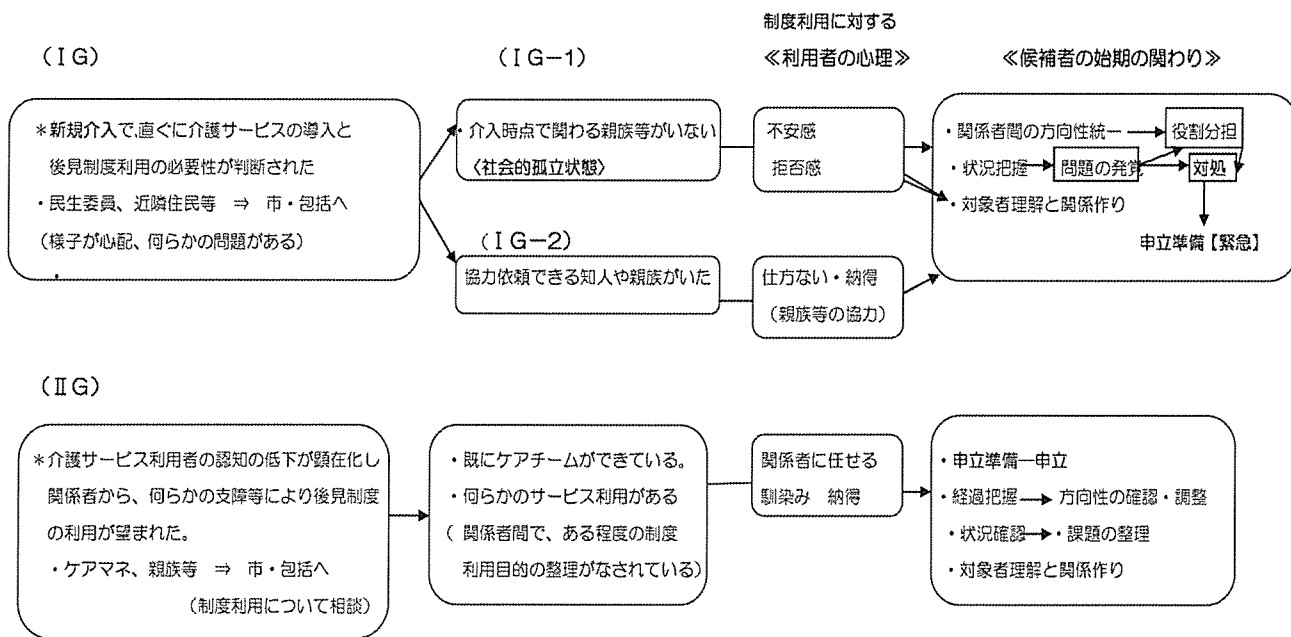 制度利用に対する
(ⅠG)
(ⅠG-1)
≪利用者の心理≫
≪候補者の始期の関わり≫
＊新規介入で､直ぐに介護サービスの導入と
後見制度利用の必要性が判断された
・民生委員、近隣住民等 ⇒ 市・包括へ
(様子が心配、何らかの問題がある)
・
・介入時点で関わる親族等がいない
〈社会的孤立状態〉
不安感
拒否感
・関係者間の方向性統一 役割分担
・状況把握 問題の発覚 対処
・対象者理解と関係作り
申立準備【緊急】
(ⅠG-2)
協力依頼できる知人や親族がいた
仕方ない・納得
(親族等の協力)
(ⅡG)
＊介護サービス利用者の認知の低下が顕在化し
関係者から、何らかの支障等により後見制度
の利用が望まれた。
・ケアマネ、親族等 ⇒ 市・包括へ
(制度利用について相談)
・既にケアチームができている。
・何らかのサービス利用がある
( 関係者間で、ある程度の制度
利用目的の整理がなされている)
関係者に任せる
馴染み 納得
・申立準備―申立
・経過把握 方向性の確認・調整
・状況確認 ・課題の整理
・対象者理解と関係作り